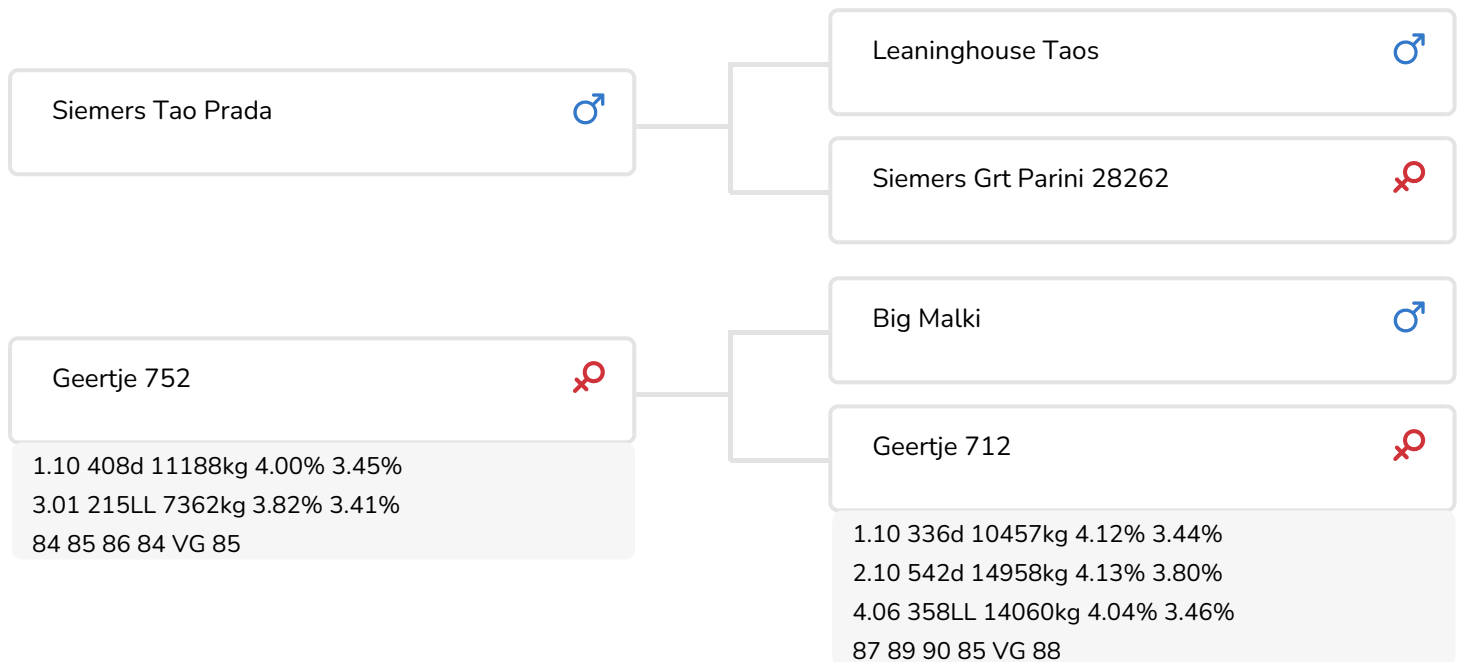 Siemers Tao Prada
Leaninghouse Taos
Siemers Grt Parini 28262
Geertje 752
1.10 408d 11188kg 4.00% 3.45%
3.01 215LL 7362kg 3.82% 3.41%
84 85 86 84 VG 85
Big Malki
Geertje 712
1.10 336d 10457kg 4.12% 3.44%
2.10 542d 14958kg 4.13% 3.80%
4.06 358LL 14060kg 4.04% 3.46%
87 89 90 85 VG 88